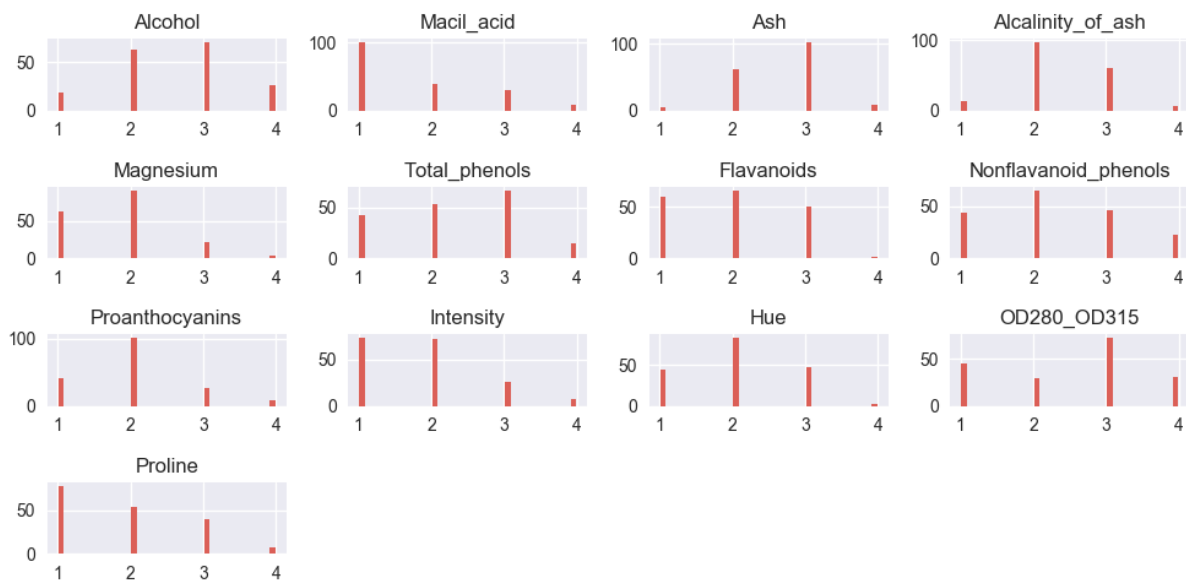 Alcohol Macil_acid Ash Alcalinity_of_ash
50 0 1 2 3 4 100 0 1 2 3 4 100 0 1 2 3 4 100 0 1 2 3 4
Magnesium Total_phenols Flavanoids Nonflavanoid_phenols
50 0 1 2 3 4 50 0 1 2 3 4 50 0 1 2 3 4 50 0 1 2 3 4
Proanthocyanins Intensity Hue OD280_OD315
100 0 1 2 3 4 50 0 1 2 3 4 50 0 1 2 3 4 50 0 1 2 3 4
Proline
50 0 1 2 3 4